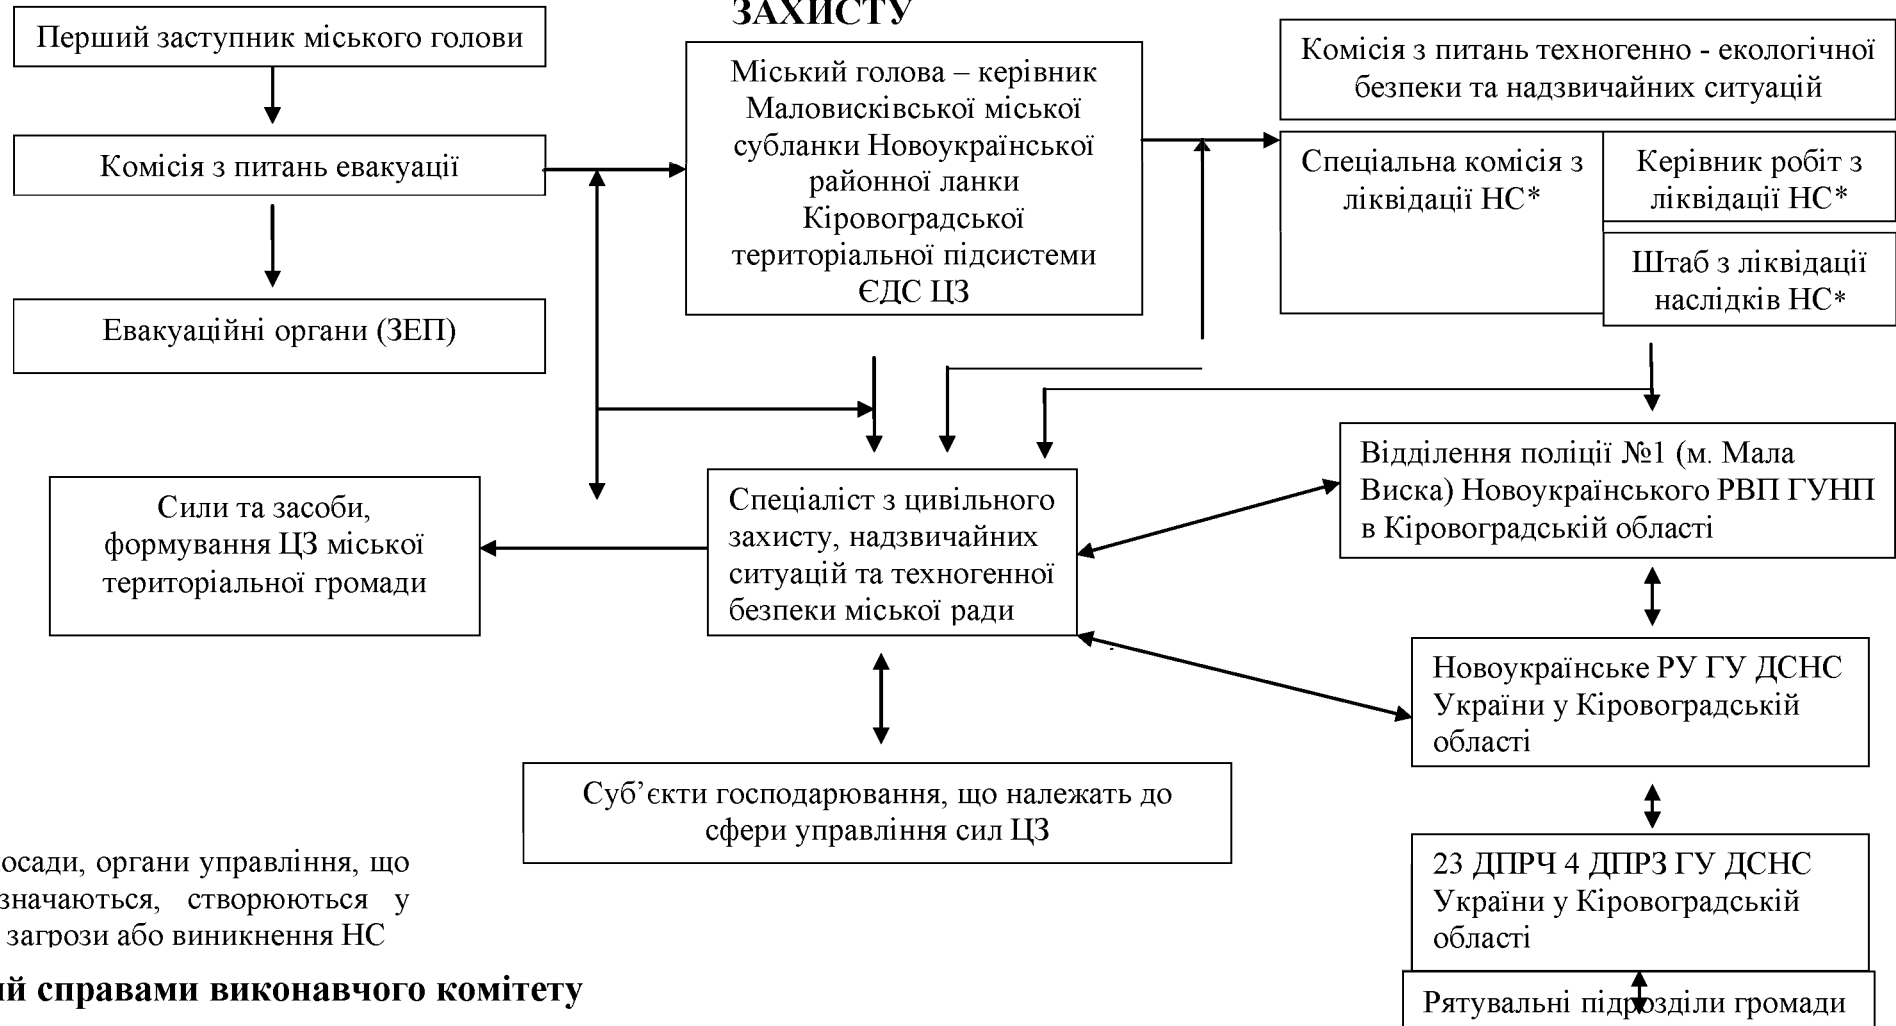 ЗАХИСТУ
Перший заступник міського голови
Комісія з питань евакуації
Евакуаційні органи (ЗЕП)
Міський голова – керівник
Маловисківської міської
субланки Новоукраїнської
районної ланки
Кіровоградської
територіальної підсистеми
ЄДС ЦЗ
Комісія з питань техногенно - екологічної
безпеки та надзвичайних ситуацій
Спеціальна комісія з
ліквідації НС*
Керівник робіт з
ліквідації НС*
Штаб з ліквідації
наслідків НС*
Сили та засоби,
формування ЦЗ міської
територіальної громади
Спеціаліст з цивільного
захисту, надзвичайних
ситуацій та техногенної
безпеки міської ради
Відділення поліції №1 (м. Мала
Виска) Новоукраїнського РВП ГУНП
в Кіровоградській області
Новоукраїнське РУ ГУ ДСНС
України у Кіровоградській
області
Суб’єкти господарювання, що належать до
сфери управління сил ЦЗ
23 ДПРЧ 4 ДПРЗ ГУ ДСНС
України у Кіровоградській
області
Рятувальні підрозділи громади
осади, органи управління, що
значаються, створюються у
загрози або виникнення НС
ий справами виконавчого комітету